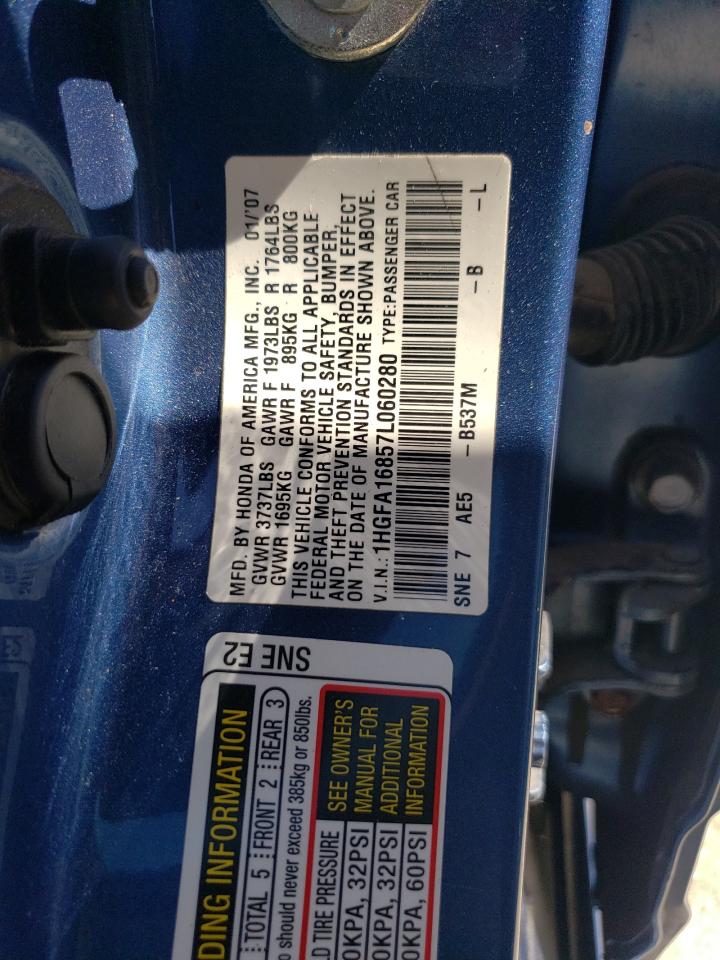 MFD. BY HONDA OF AMERICA MFG., INC. 01/'07
GVWR 3737LBS GAWR F 1973LBS R 1764LBS
GVWR 1695KG GAWR F 895KG R 800KG
THIS VEHICLE CONFORMS TO ALL APPLICABLE
FEDERAL MOTOR VEHICLE SAFETY, BUMPER,
AND THEFT PREVENTION STANDARDS IN EFFECT
ON THE DATE OF MANUFACTURE SHOWN ABOVE.
V.I.N.: 1HGFA16857L060280 TYPE:PASSENGER CAR
SNE 7 AE5 -B537M -B -L
SNE E2
DING INFORMATION
TOTAL 5 FRONT 2 REAR 3
o should never exceed 385kg or 850lbs.
LD TIRE PRESSURE
0KPA, 32PSI
0KPA, 32PSI
0KPA, 60PSI
SEE OWNER'S
MANUAL FOR
ADDITIONAL
INFORMATION